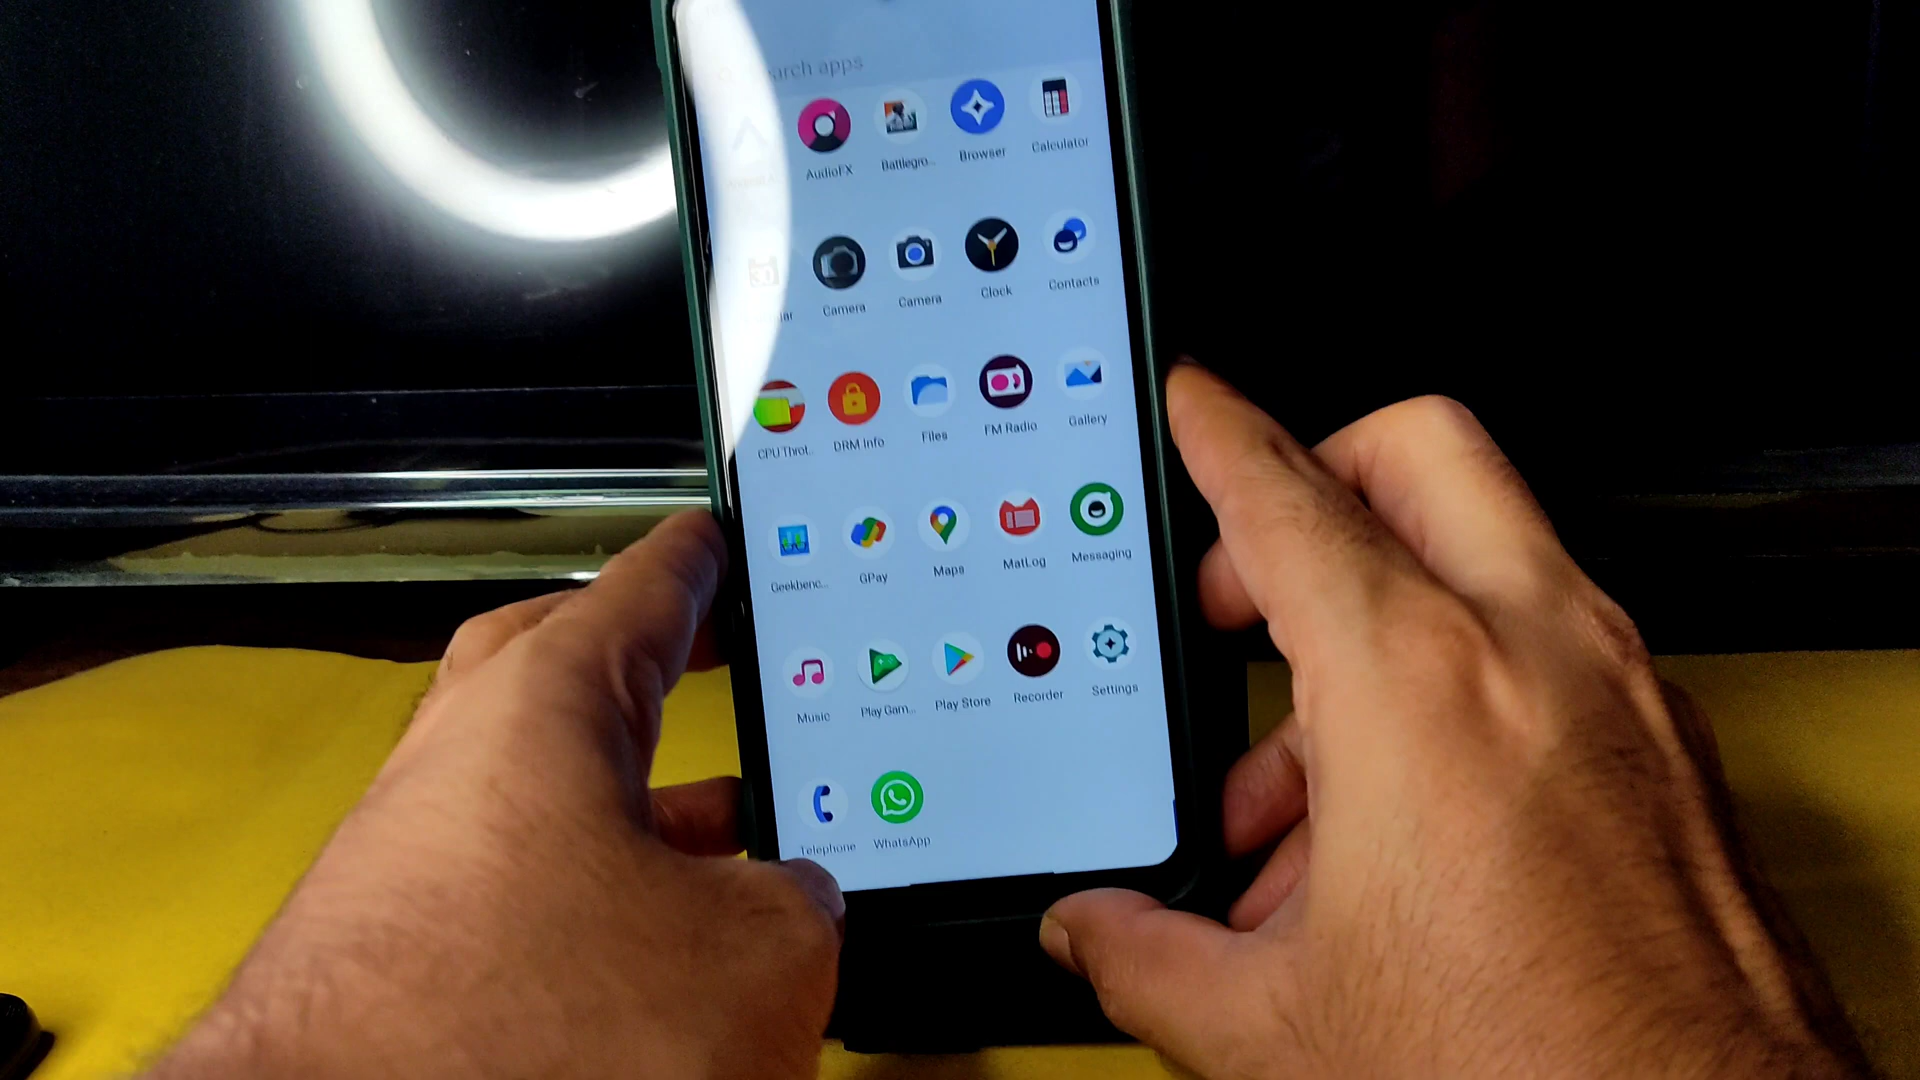 arch apps
AudioFX Battlegro... Browser Calculator
Camera Camera Clock Contacts
CPU Throt... DRM Info Files FM Radio Gallery
Geekbenc... GPay Maps MatLog Messaging
Music Play Gam... Play Store Recorder Settings
Telephone WhatsApp